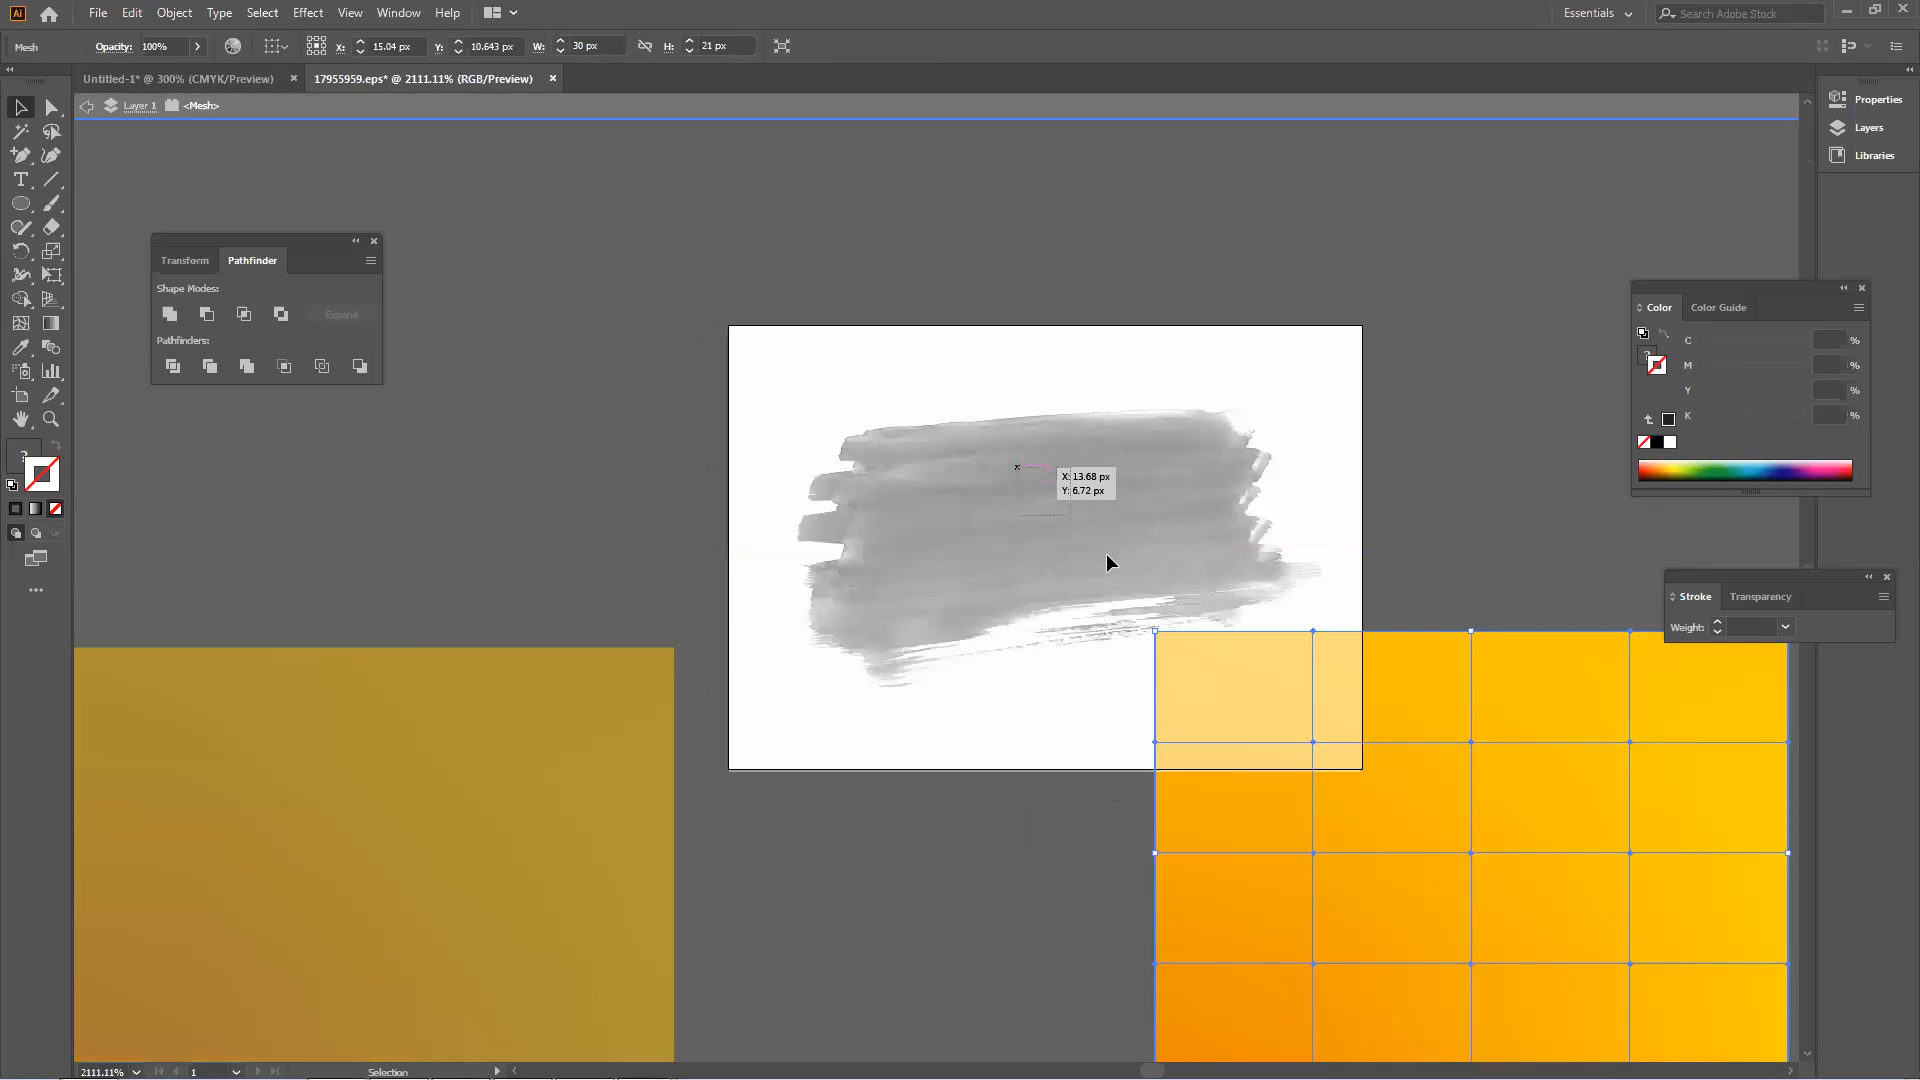 Ai
File Edit Object Type Select Effect View Window Help
Essentials
Search Adobe Stock
Mesh
Opacity: 100%
X: 15.04 px
Y: 10.643 px
W: 30 px
H: 21 px
Untitled-1* @ 300% (CMYK/Preview) ×
17955959.eps* @ 2111.11% (RGB/Preview) ×
Layer 1
<Mesh>
Properties
Layers
Libraries
Transform Pathfinder
Shape Modes:
Expand
Pathfinders:
Color Color Guide
C %
M %
Y %
K %
?
X: 13.68 px
Y: 6.72 px
?
Stroke Transparency
Weight:
2111.11%
1
Selection